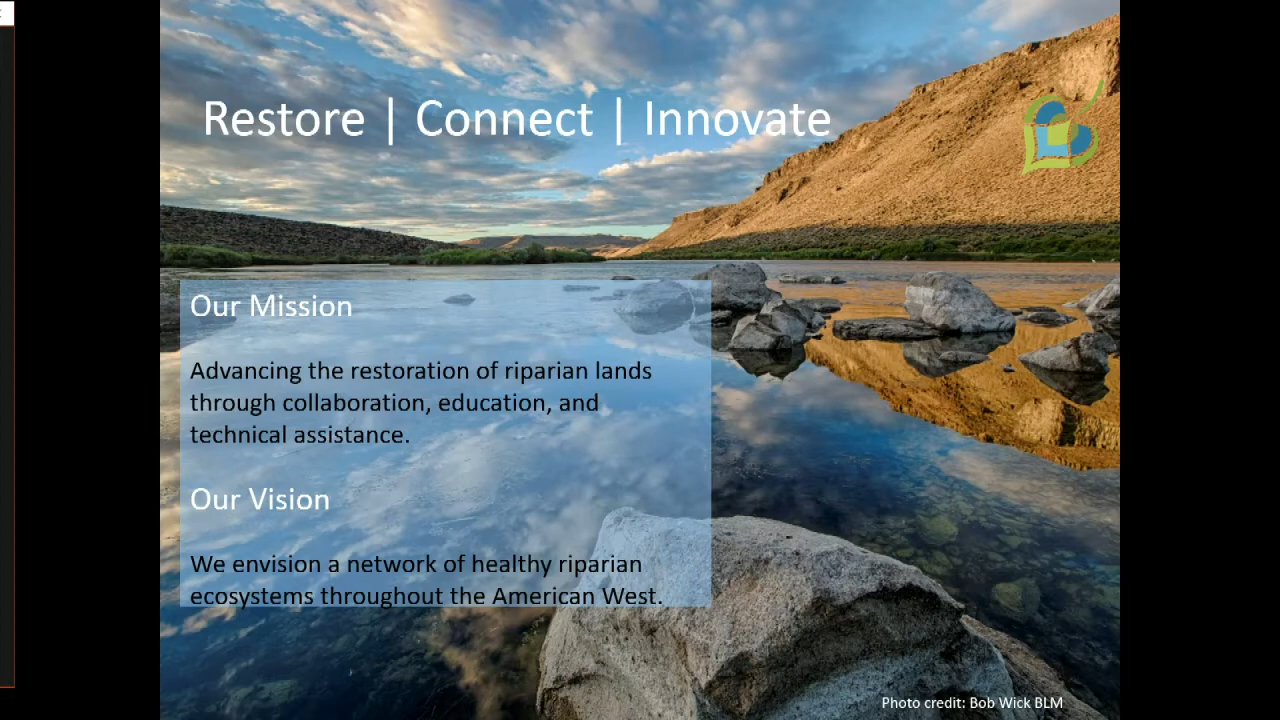 Restore | Connect | Innovate
Our Mission
Advancing the restoration of riparian lands
through collaboration, education, and
technical assistance.
Our Vision
We envision a network of healthy riparian
ecosystems throughout the American West.
Photo credit: Bob Wick BLM